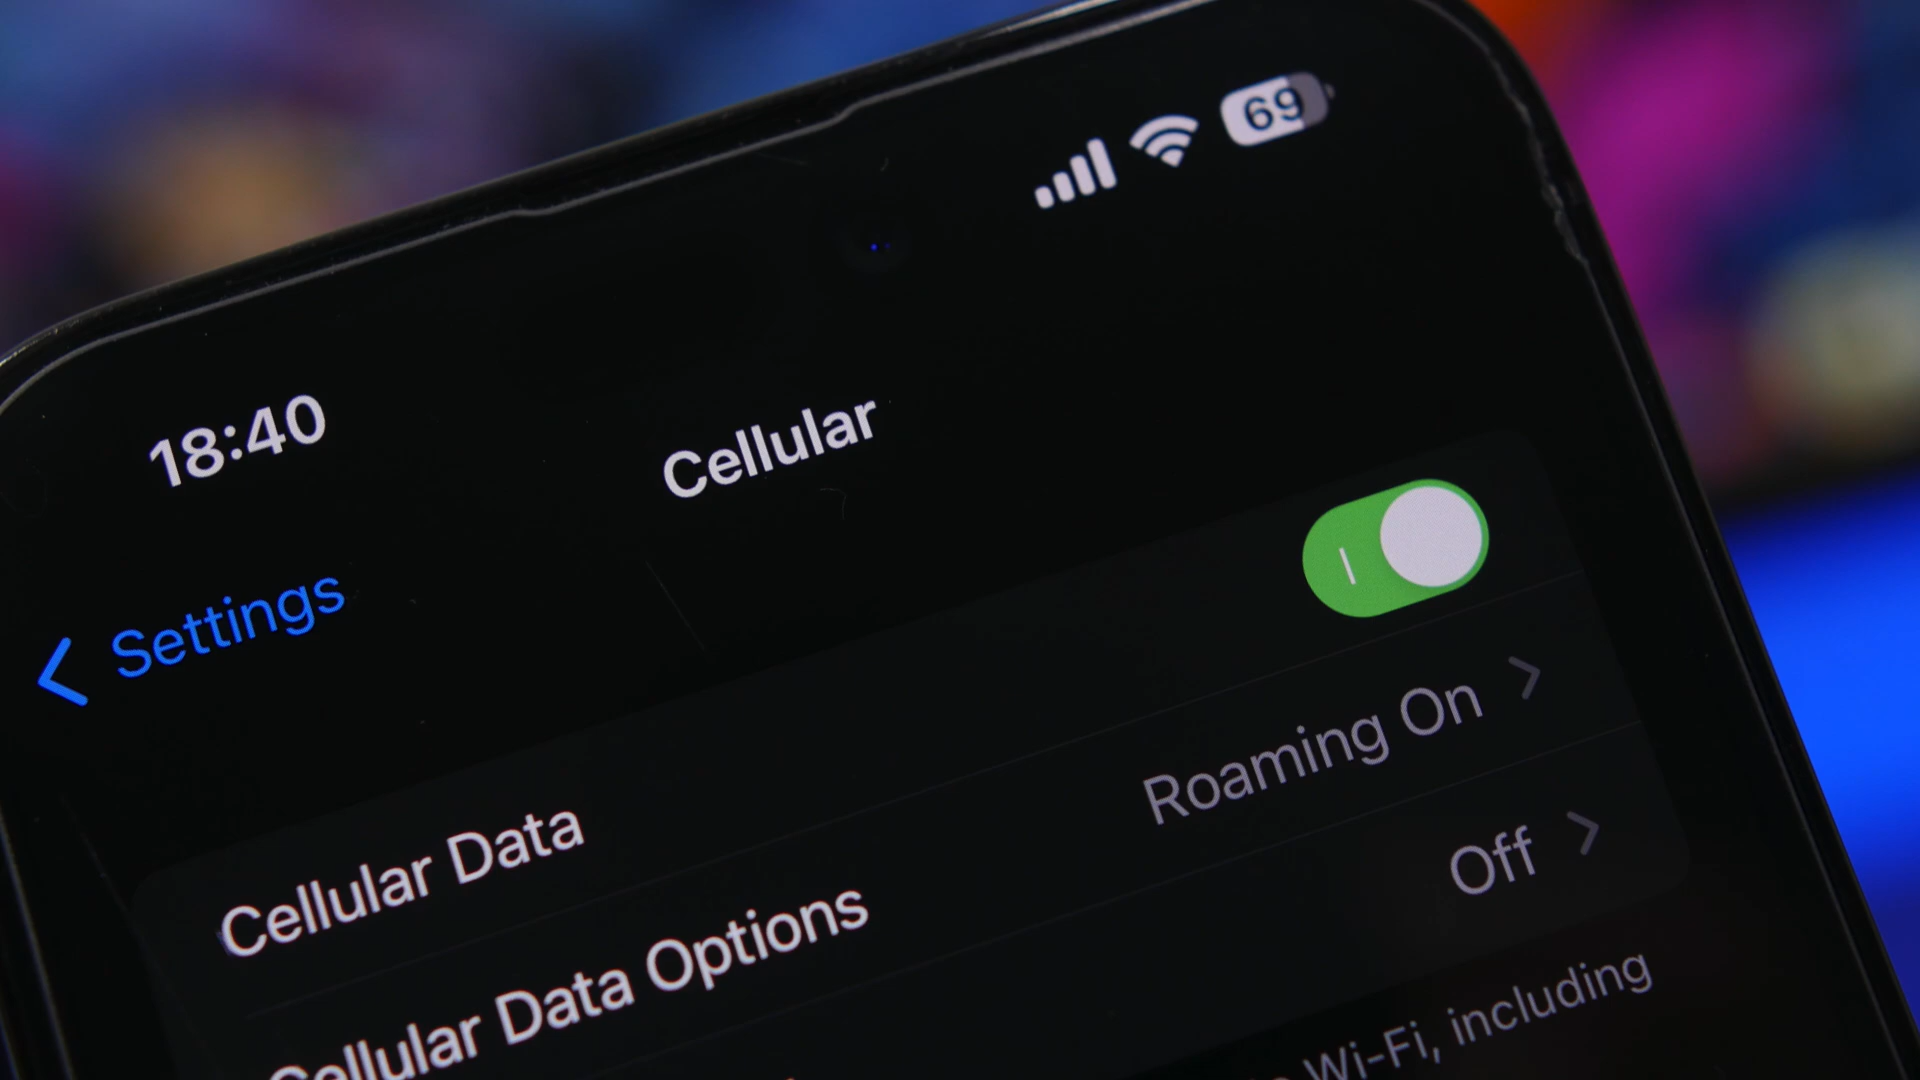 69
18:40
Cellular
Settings
Cellular Data
Cellular Data Options
Roaming On
Off
Wi-Fi, including